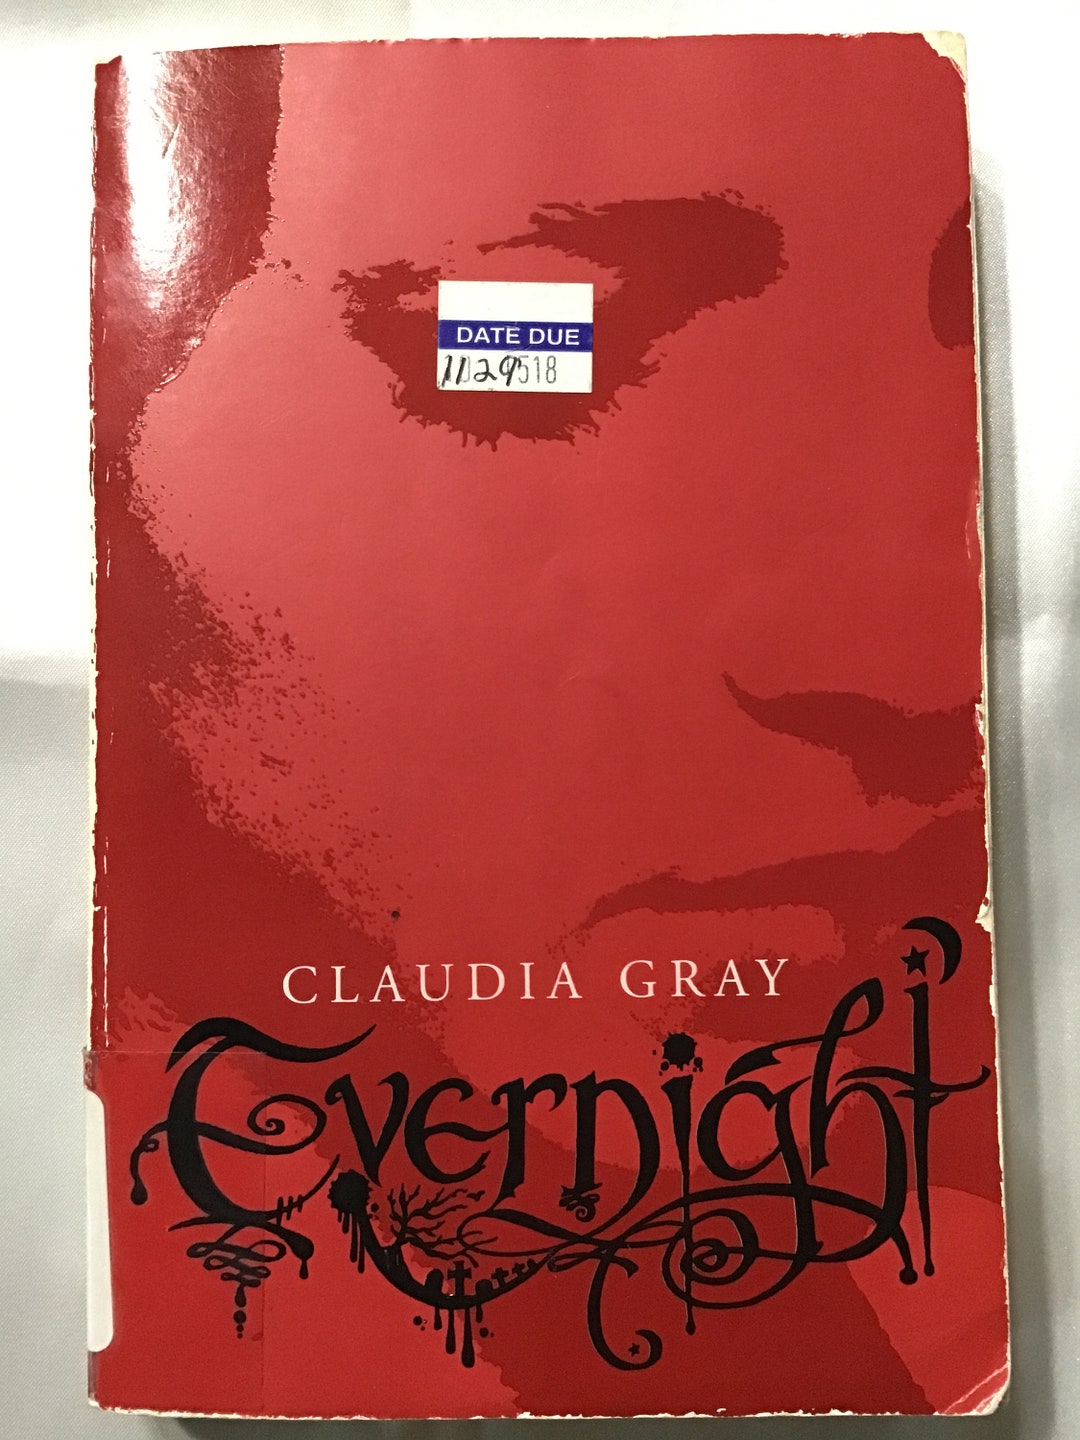 DATE DUE
CLAUDIA GRAY
Evernight